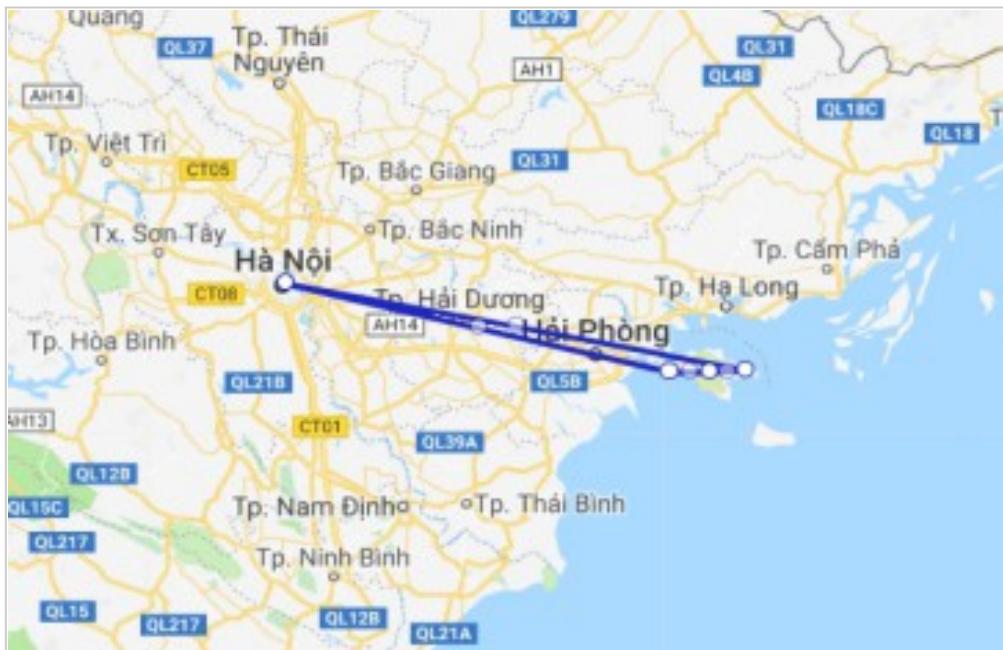 Quang
QL37
Tp. Thái
Nguyên
QL279
AH1
QL31
QL4B
QL18C
QL18
T
AH14
Tp. Việt Trì
CT05
QL31
Tp. Bắc Giang
Tx. Sơn Tây
Tp. Bắc Ninh
Hà Nội
CT08
Tp. Hải Dương
AH14
Hải Phòng
Tp. Cẩm Phả
Tp. Hạ Long
Tp. Hòa Bình
QL21B
QL5B
AH13
CT01
QL39A
QL12B
QL15C
Tp. Nam Định
Tp. Thái Bình
QL217
Tp. Ninh Bình
QL15
QL217
QL12B
QL21A